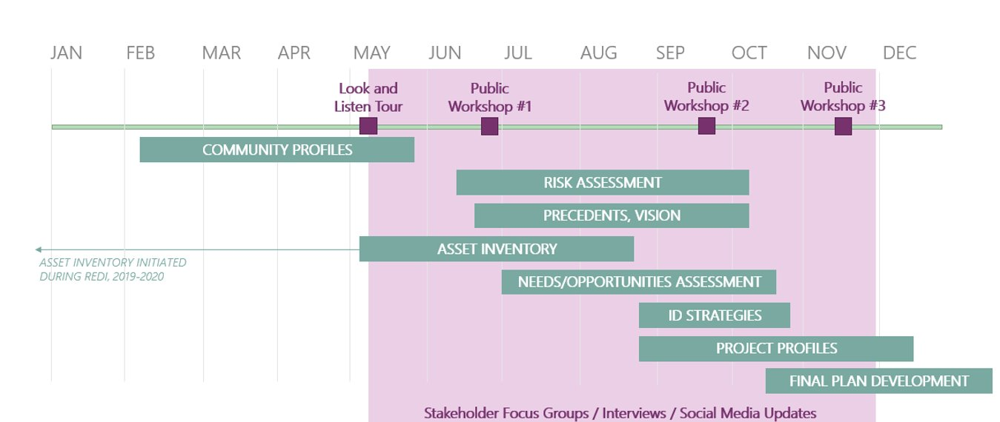 JAN FEB MAR APR MAY JUN JUL AUG SEP OCT NOV DEC
Look and
Listen Tour
Public
Workshop #1
Public
Workshop #2
Public
Workshop #3
COMMUNITY PROFILES
RISK ASSESSMENT
PRECEDENTS, VISION
ASSET INVENTORY
ASSET INVENTORY INITIATED
DURING REDI, 2019-2020
NEEDS/OPPORTUNITIES ASSESSMENT
ID STRATEGIES
PROJECT PROFILES
FINAL PLAN DEVELOPMENT
Stakeholder Focus Groups / Interviews / Social Media Updates